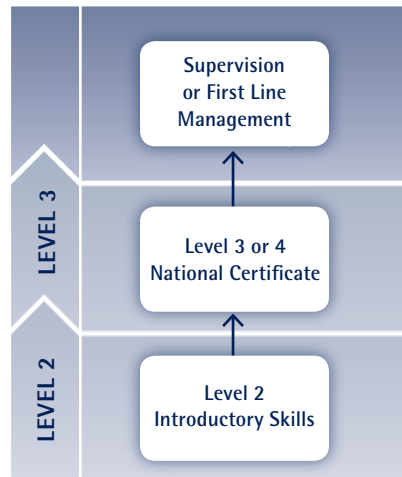 Supervision
or First Line
Management
LEVEL 3
Level 3 or 4
National Certificate
LEVEL 2
Level 2
Introductory Skills